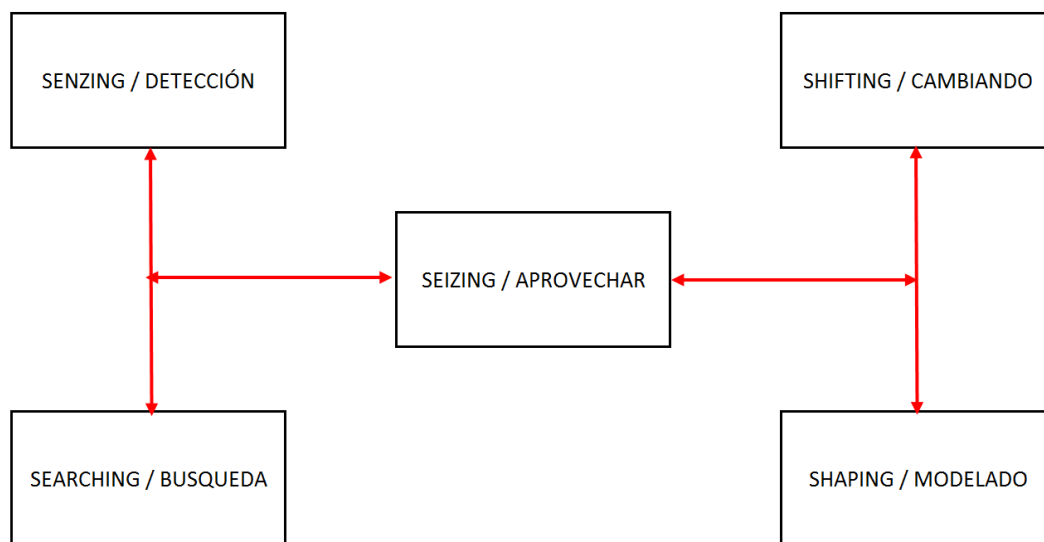 SENZING / DETECCIÓN
SHIFTING / CAMBIANDO
SEIZING / APROVECHAR
SEARCHING / BUSQUEDA
SHAPING / MODELADO